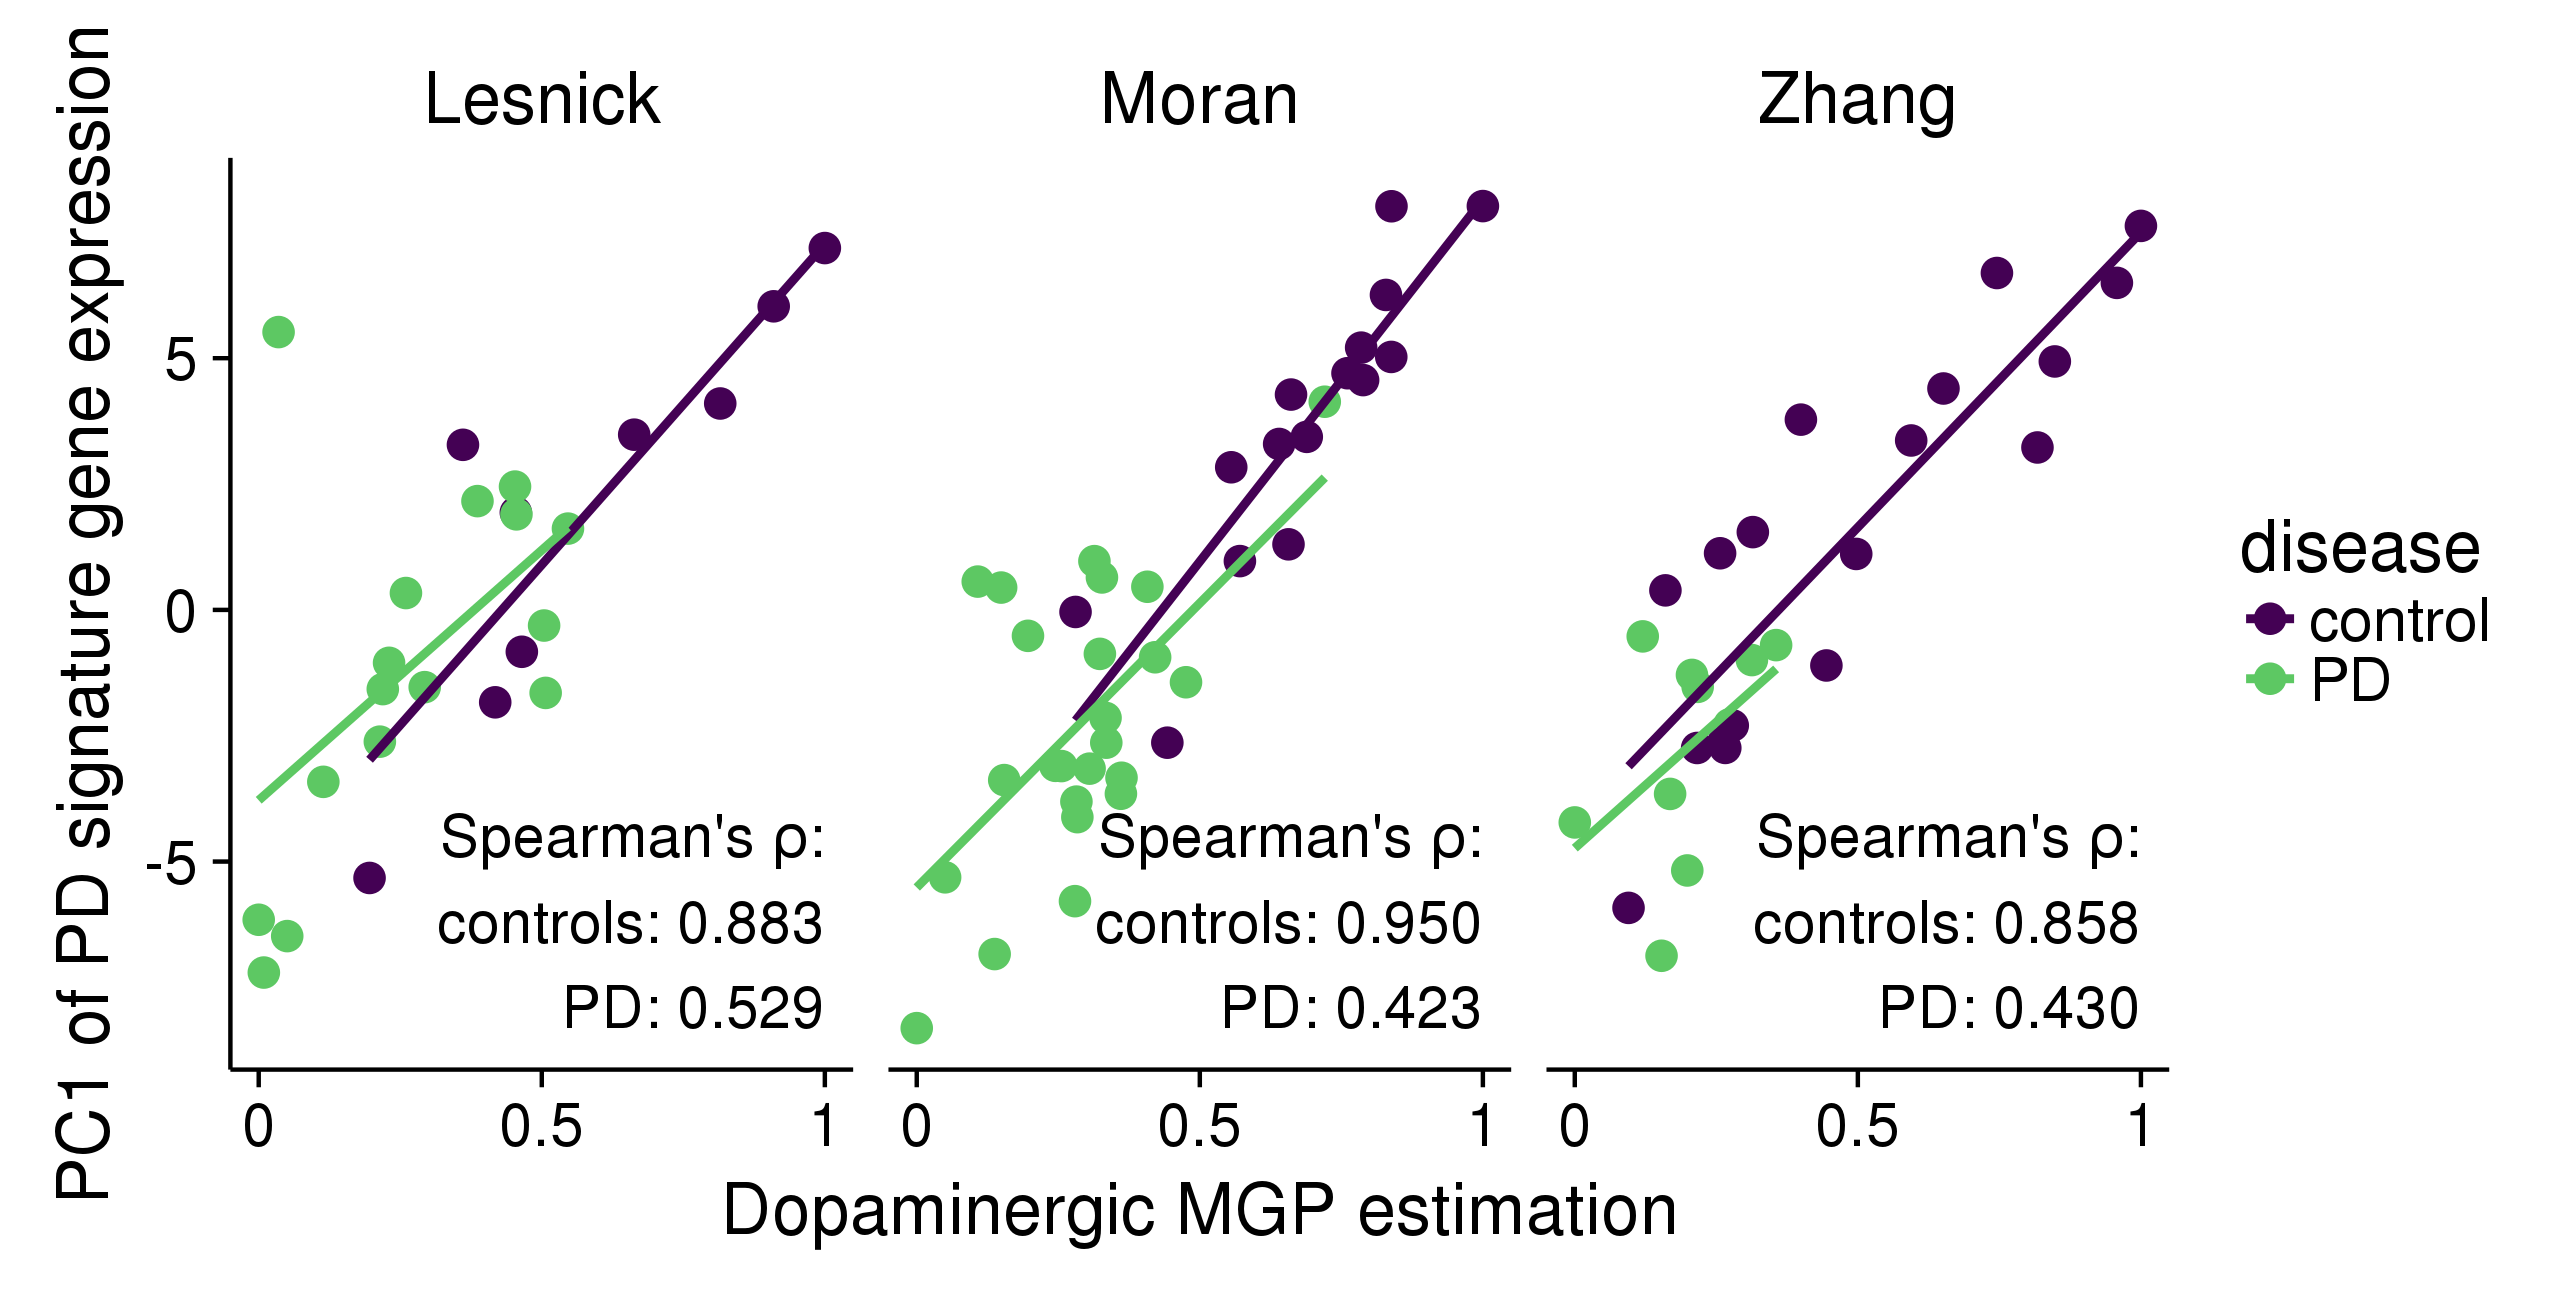 Lesnick
Moran
Zhang
PC1 of PD signature gene expression
5
0
-5
Spearman's ρ:
controls: 0.883
PD: 0.529
Spearman's ρ:
controls: 0.950
PD: 0.423
Spearman's ρ:
controls: 0.858
PD: 0.430
0 0.5 1
0 0.5 1
0 0.5 1
Dopaminergic MGP estimation
disease
control
PD